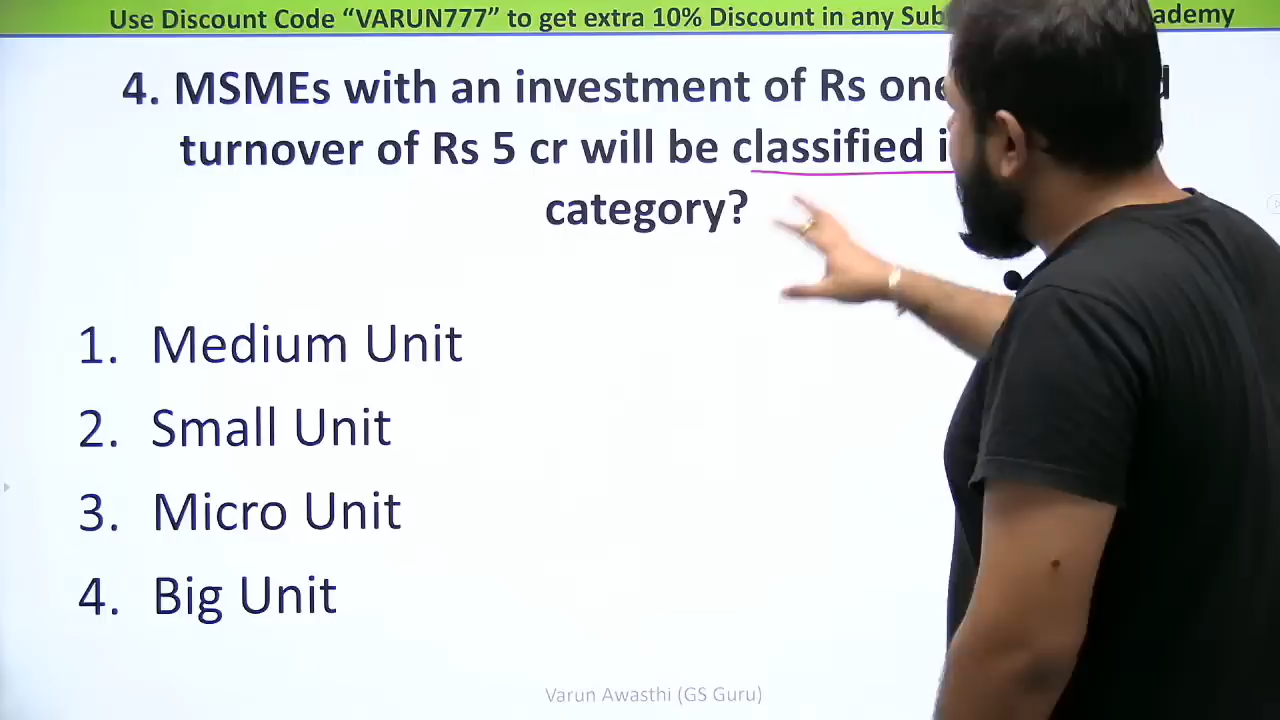 Use Discount Code “VARUN777” to get extra 10% Discount in any
4. MSMEs with an investment of Rs
turnover of Rs 5 cr will be classified
category?
1. Medium Unit
2. Small Unit
3. Micro Unit
4. Big Unit
Varun Awasthi (GS Guru)